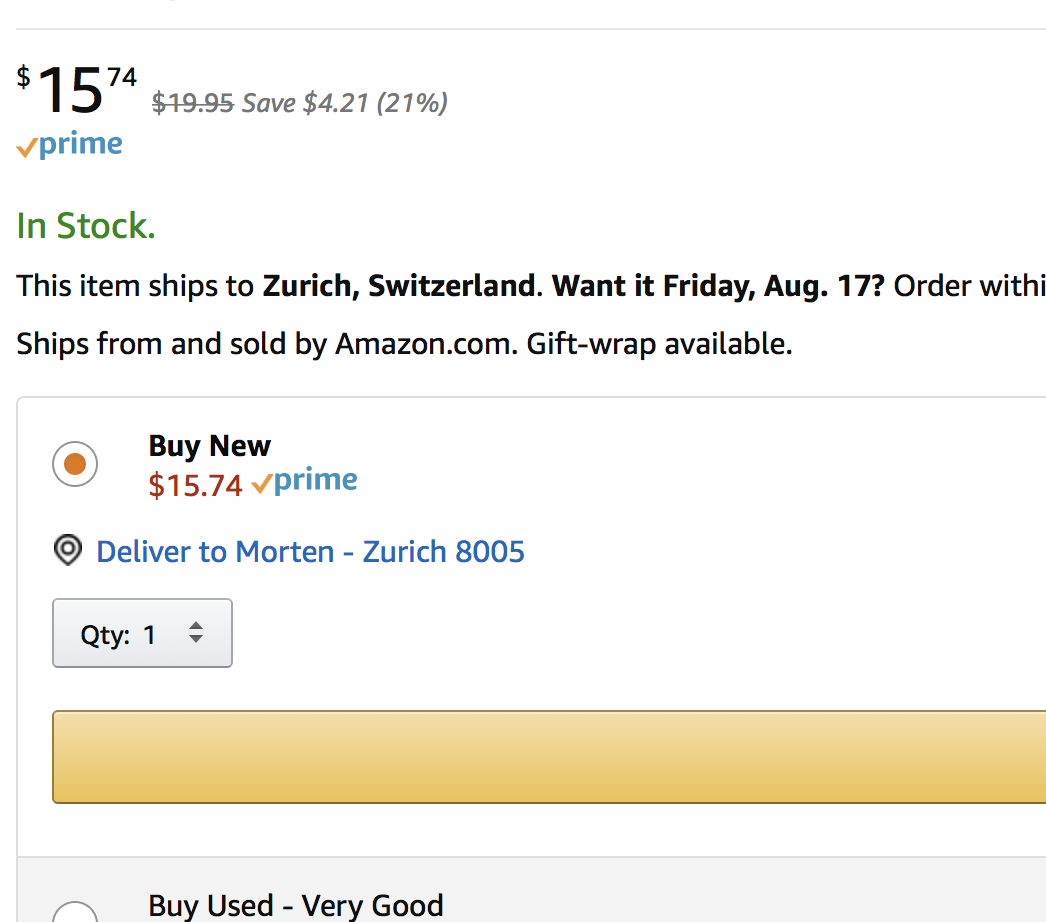 $15 74 $19.95 Save $4.21 (21%)
prime
In Stock.
This item ships to Zurich, Switzerland. Want it Friday, Aug. 17? Order withi
Ships from and sold by Amazon.com. Gift-wrap available.
Buy New
$15.74 prime
Deliver to Morten - Zurich 8005
Qty: 1
Buy Used - Very Good